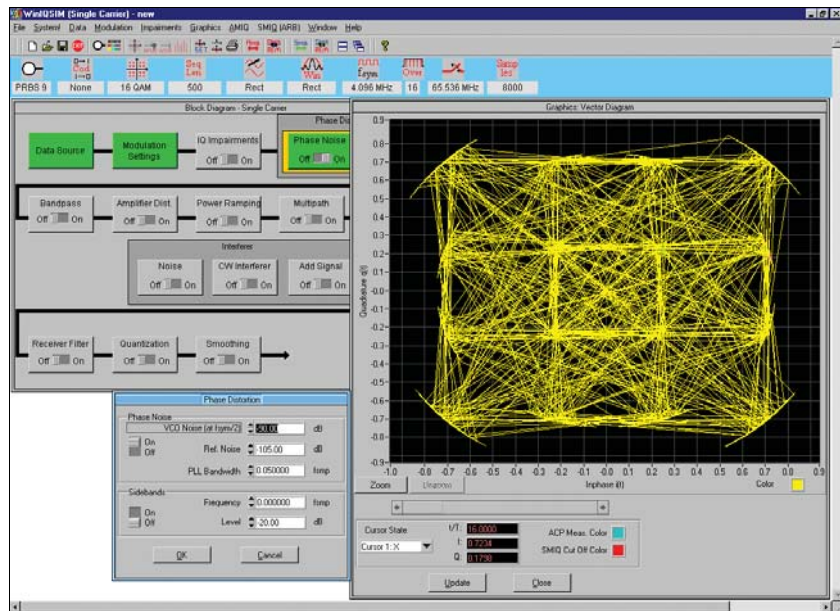 WinIQSIM (Single Carrier) - new
File System! Data Modulation Impairments Graphics AMIQ SMIQ (ARB) Window Help
PRBS 9 None 16 QAM 500 Rect Rect 4.096 MHz 16 65.536 MHz 8000
Block Diagram - Single Carrier
Phase Dis
Data Source
Modulation Settings
IQ Impairments
Off On
Phase Noise
Off On
Bandpass
Off On
Amplifier Dist.
Off On
Power Ramping
Off On
Multipath
Off On
Interferer
Noise
Off On
CW Interferer
Off On
Add Signal
Off On
Receiver Filter
Off On
Quantization
Off On
Smoothing
Off On
Phase Distortion
Phase Noise
On
Off
VCO Noise (at fsym/2) -90.00 dB
Ref. Noise -105.00 dB
PLL Bandwidth 0.050000 fsmp
Sidebands
On
Off
Frequency 0.000000 fsmp
Level -20.00 dB
OK Cancel
Graphics: Vector Diagram
Quadrature q(t)
0.9
0.8
0.7
0.6
0.5
0.4
0.3
0.2
0.1
-0.0
-0.1
-0.2
-0.3
-0.4
-0.5
-0.6
-0.7
-0.8
-0.9
-1.0 -0.9 -0.8 -0.7 -0.6 -0.5 -0.4 -0.3 -0.2 -0.1 0.0 0.1 0.2 0.3 0.4 0.5 0.6 0.7 0.8 0.9
Zoom Unzoom Inphase i(t) Color
Cursor State
Cursor 1: X
t/T: 16.0000
I: 0.7234
Q: 0.1798
ACP Meas. Color
SMIQ Cut Off Color
Update Close